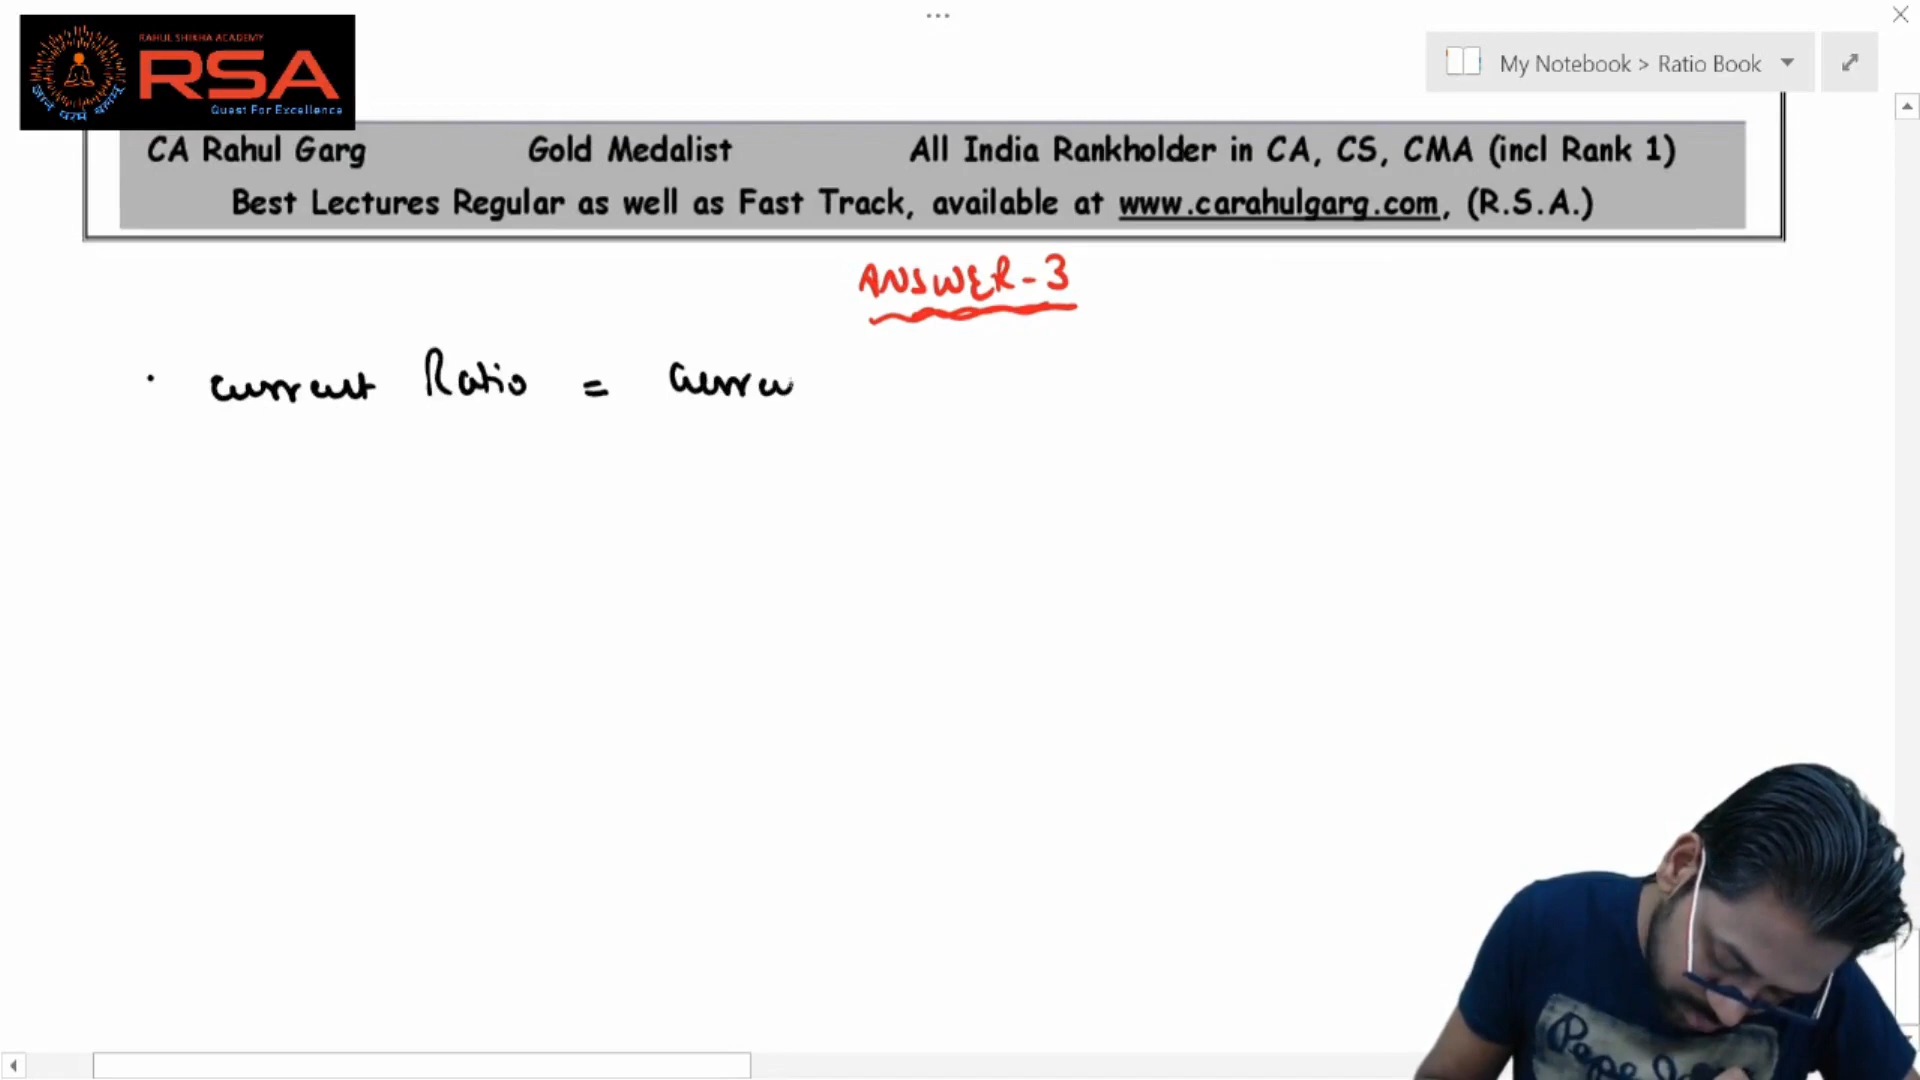 RAHUL SHIKHA ACADEMY
RSA
Quest For Excellence
My Notebook > Ratio Book
CA Rahul Garg Gold Medalist All India Rankholder in CA, CS, CMA (incl Rank 1)
Best Lectures Regular as well as Fast Track, available at www.carahulgarg.com, (R.S.A.)
ANSWER-3
· current Ratio = curre